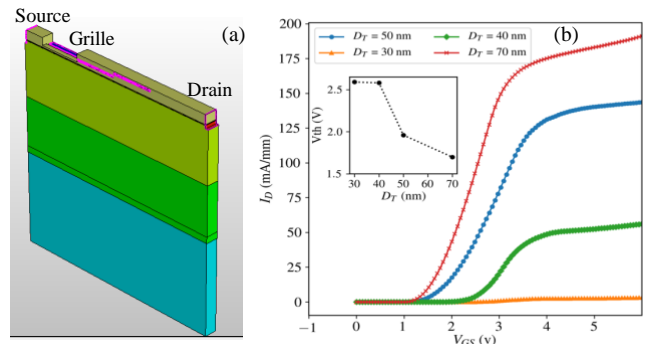 Source
(a)
Grille
Drain
(b)
D_T = 50 nm
D_T = 40 nm
D_T = 30 nm
D_T = 70 nm
200
175
150
125
100
75
50
25
0
I_D (mA/mm)
2.5
2.0
1.5
Vth (V)
30 40 50 60 70
D_T (nm)
−1 0 1 2 3 4 5
V_GS (v)